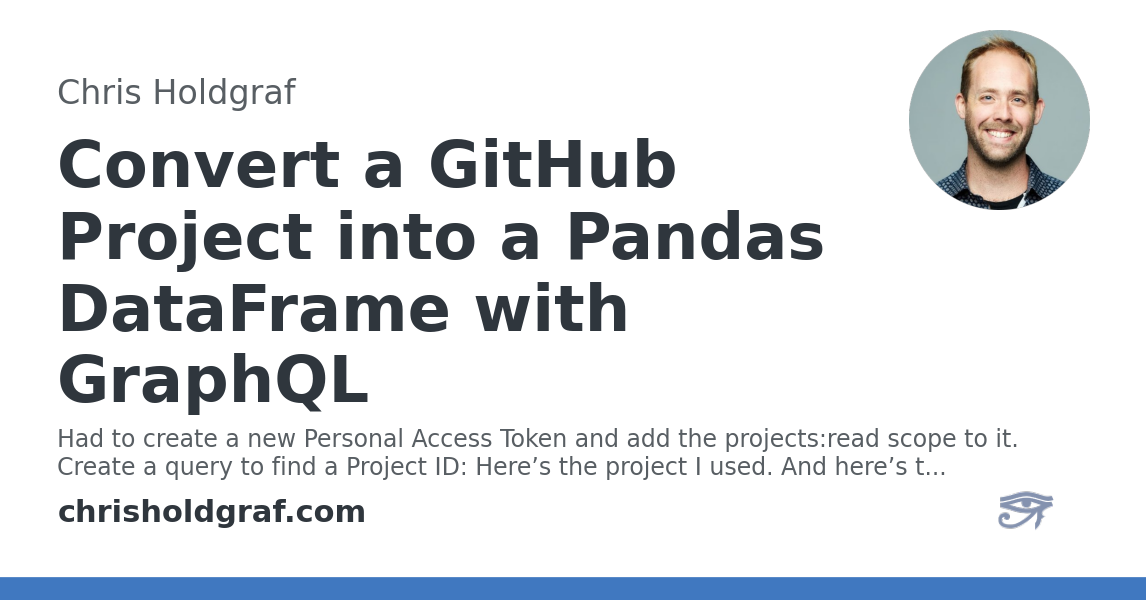 Chris Holdgraf
Convert a GitHub
Project into a Pandas
DataFrame with
GraphQL
Had to create a new Personal Access Token and add the projects:read scope to it.
Create a query to find a Project ID: Here’s the project I used. And here’s t...
chrisholdgraf.com